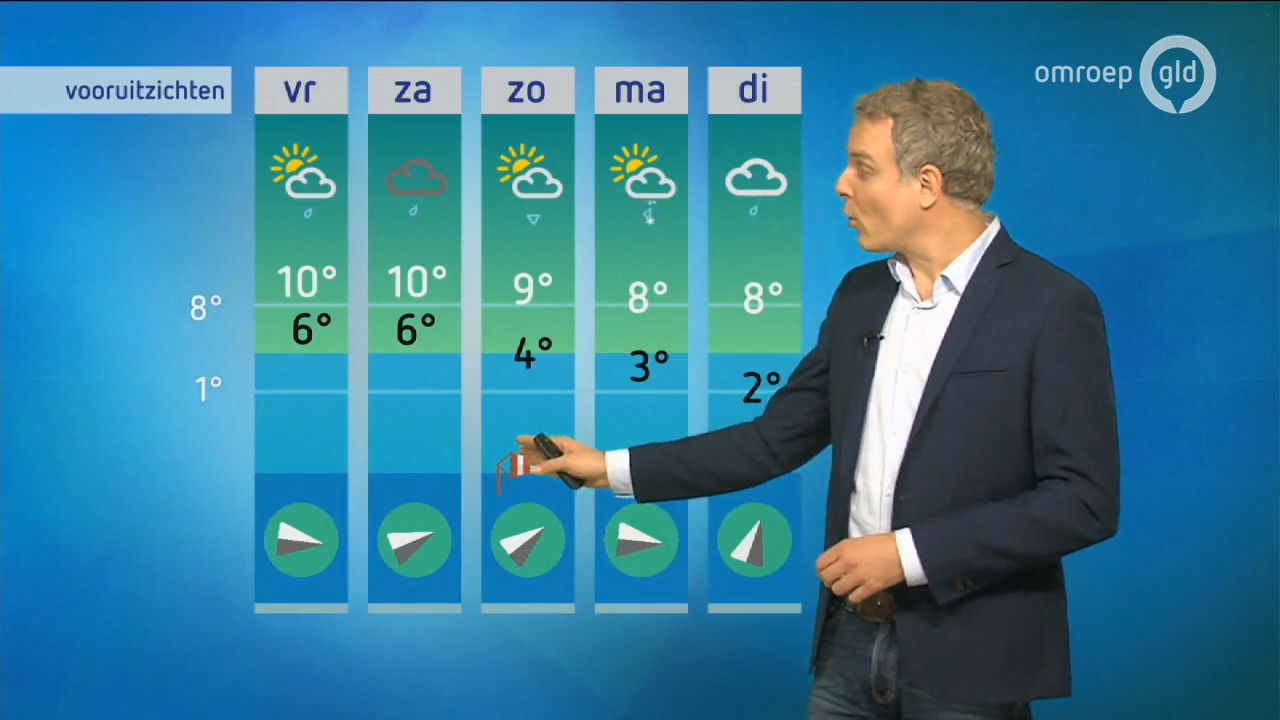 omroep gld
vooruitzichten vr za zo ma di
10° 10° 9° 8° 8°
8°
6° 6° 4° 3° 2°
1°